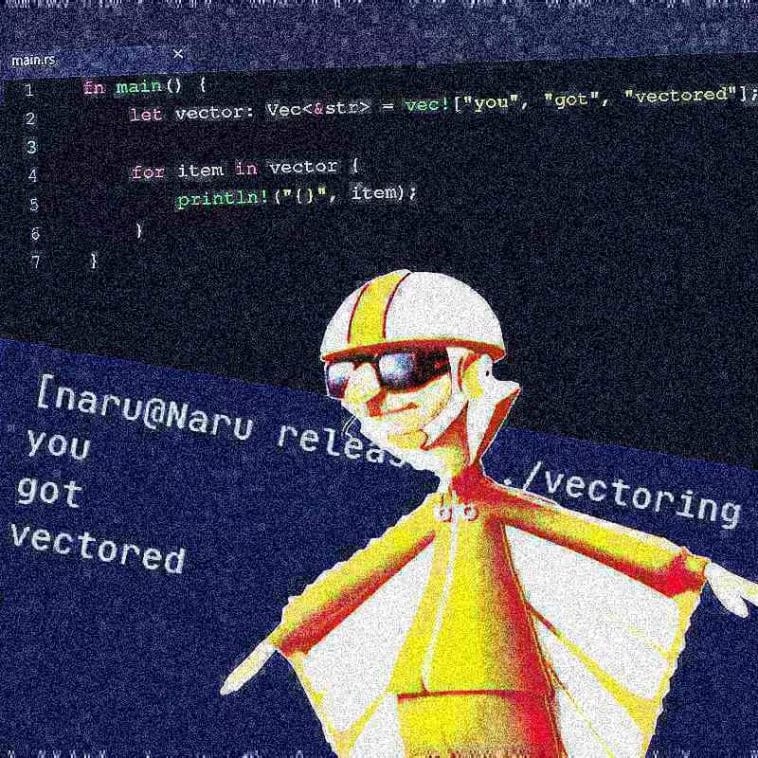 main.rs ×
1 fn main() {
2 let vector: Vec<&str> = vec!["you", "got", "vectored"];
3
4 for item in vector {
5 println!("{}", item);
6 }
7 }
[naru@Naru releas ./vectoring
you
got
vectored